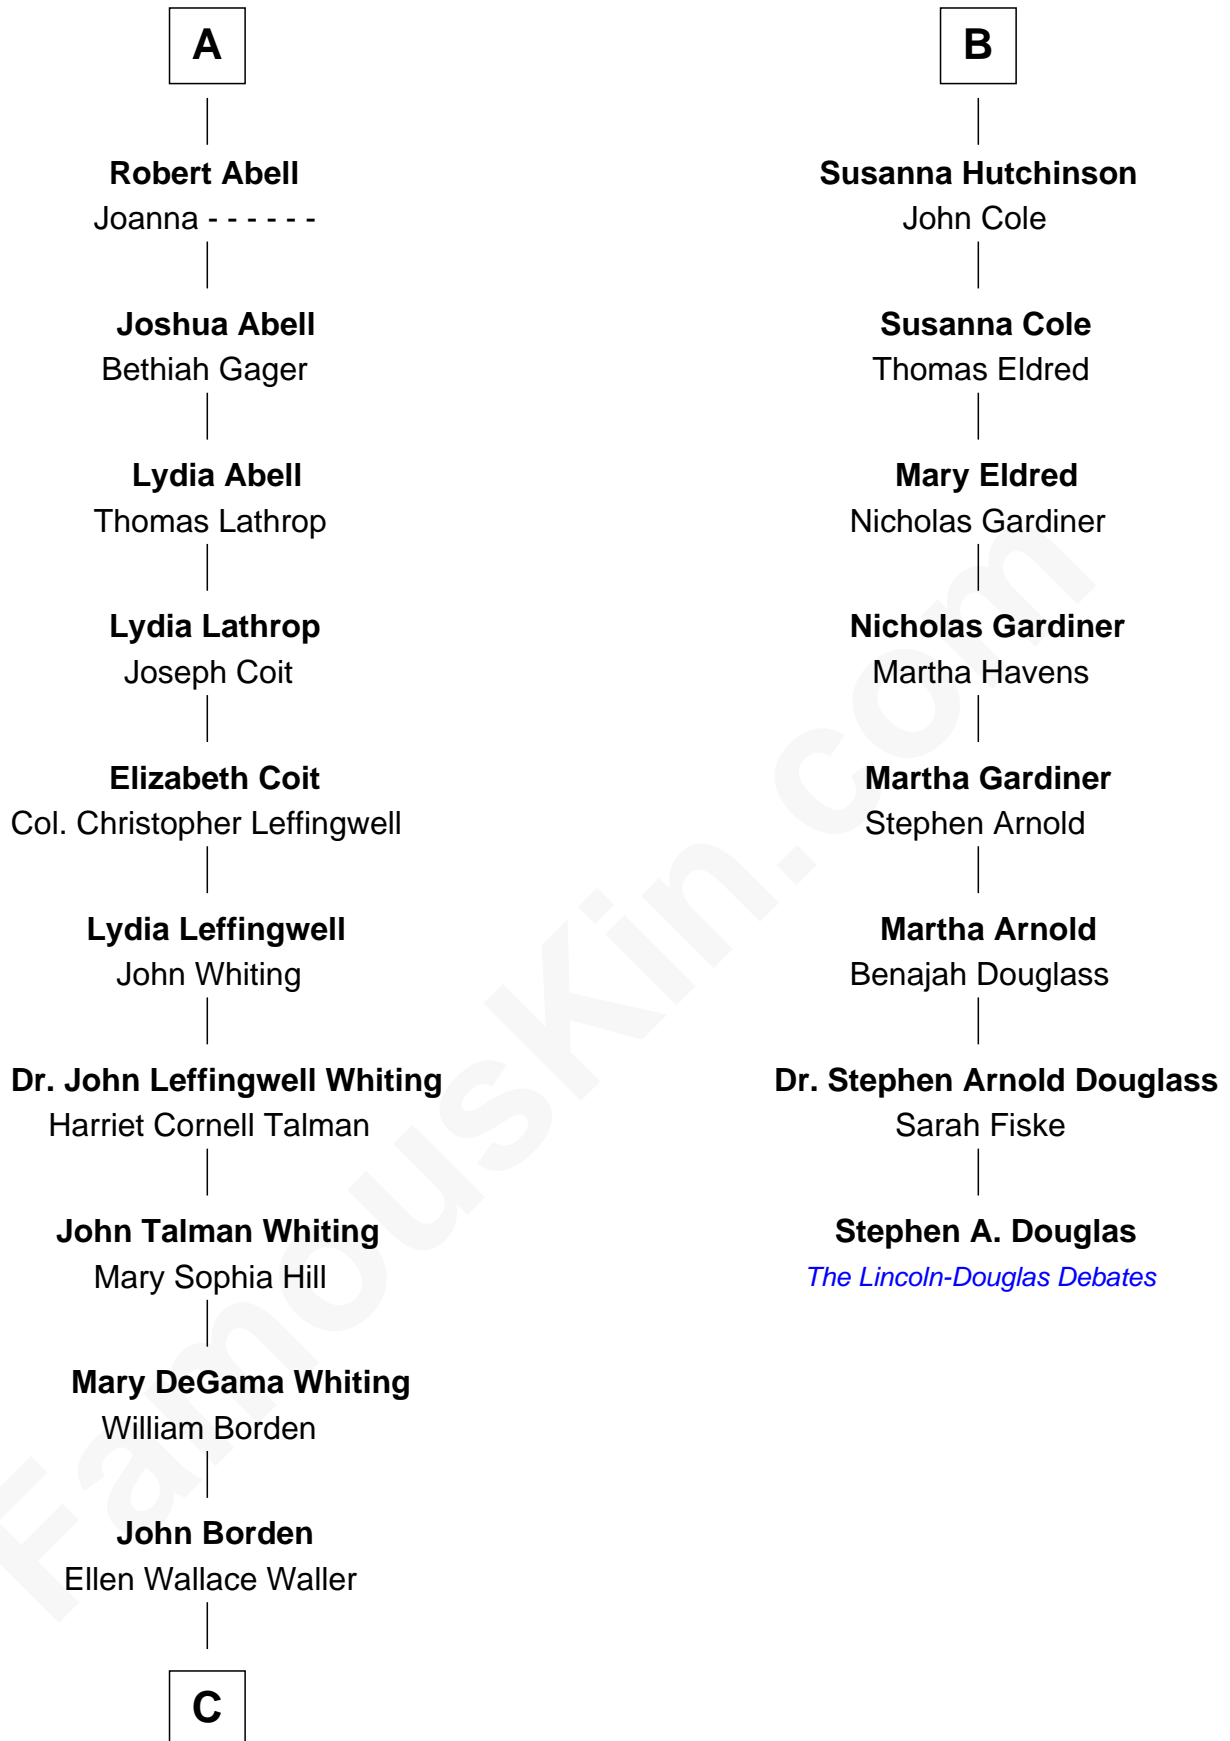 A
Robert Abell
Joanna - - - - - -
Joshua Abell
Bethiah Gager
Lydia Abell
Thomas Lathrop
Lydia Lathrop
Joseph Coit
Elizabeth Coit
Col. Christopher Leffingwell
Lydia Leffingwell
John Whiting
Dr. John Leffingwell Whiting
Harriet Cornell Talman
John Talman Whiting
Mary Sophia Hill
Mary DeGama Whiting
William Borden
John Borden
Ellen Wallace Waller
C
B
Susanna Hutchinson
John Cole
Susanna Cole
Thomas Eldred
Mary Eldred
Nicholas Gardiner
Nicholas Gardiner
Martha Havens
Martha Gardiner
Stephen Arnold
Martha Arnold
Benajah Douglass
Dr. Stephen Arnold Douglass
Sarah Fiske
Stephen A. Douglas
The Lincoln-Douglas Debates
FamousKin.com